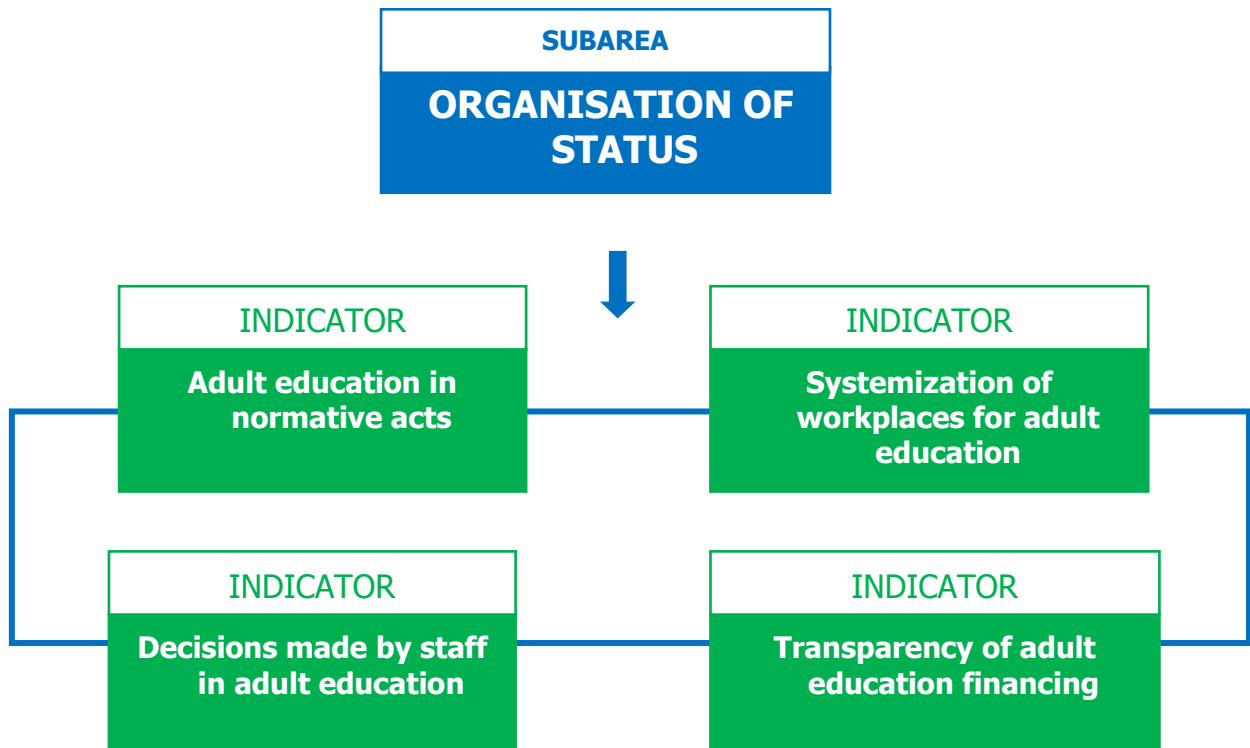 SUBAREA
ORGANISATION OF
STATUS
INDICATOR
Adult education in
normative acts
INDICATOR
Systemization of
workplaces for adult
education
INDICATOR
Decisions made by staff
in adult education
INDICATOR
Transparency of adult
education financing